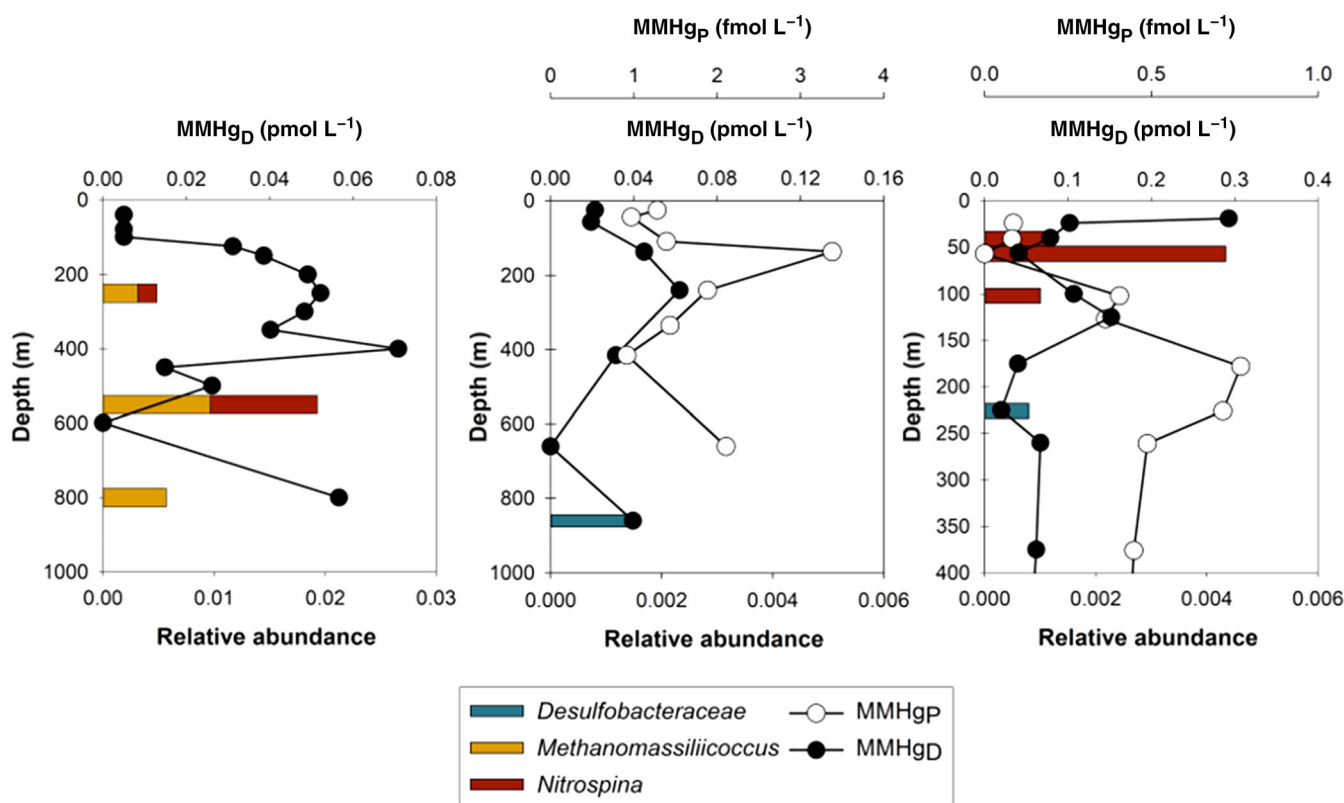 MMHgP (fmol L−1)
0 1 2 3 4
MMHgP (fmol L−1)
0.0 0.5 1.0
MMHgD (pmol L−1)
0.00 0.02 0.04 0.06 0.08
MMHgD (pmol L−1)
0.00 0.04 0.08 0.12 0.16
MMHgD (pmol L−1)
0.0 0.1 0.2 0.3 0.4
Depth (m)
0
200
400
600
800
1000
0.00 0.01 0.02 0.03
Relative abundance
Depth (m)
0
200
400
600
800
1000
0.000 0.002 0.004 0.006
Relative abundance
Depth (m)
0
50
100
150
200
250
300
350
400
0.000 0.002 0.004 0.006
Relative abundance
Desulfobacteraceae
Methanomassiliicoccus
Nitrospina
MMHgP
MMHgD